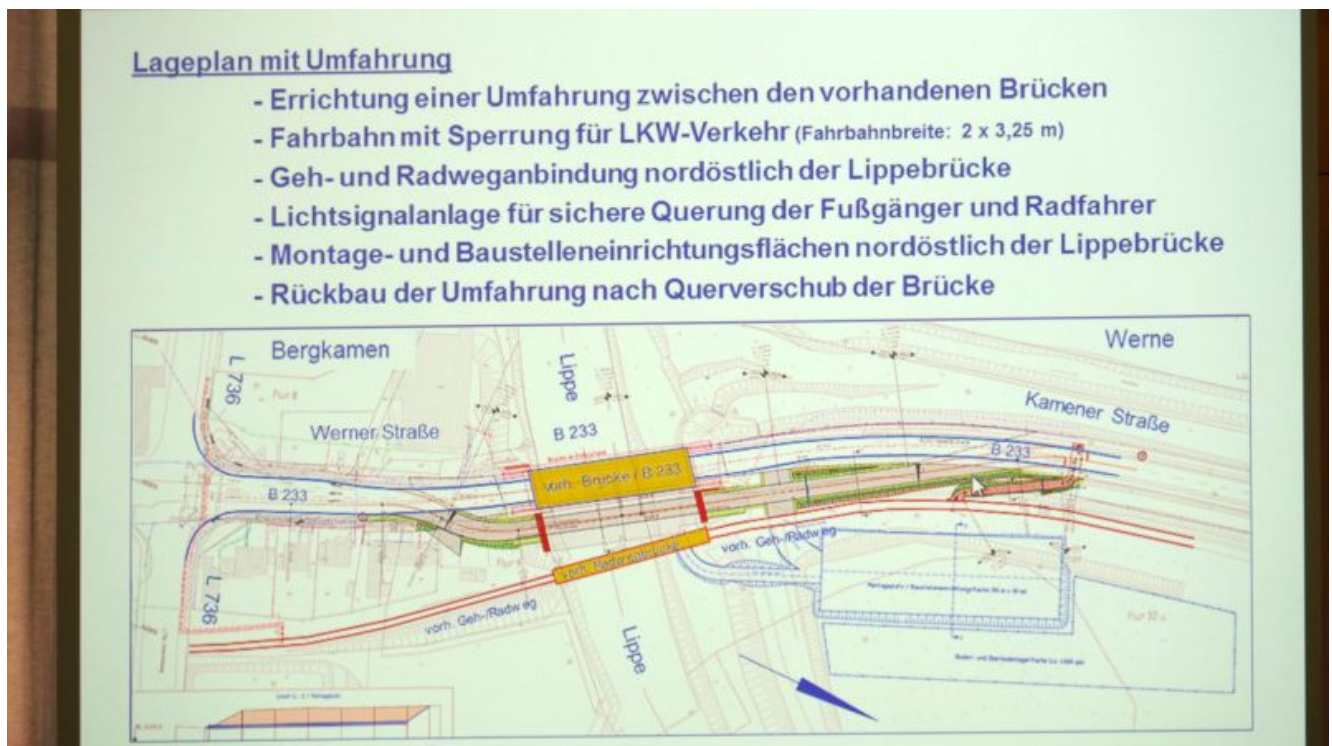 Lageplan mit Umfahrung
- Errichtung einer Umfahrung zwischen den vorhandenen Brücken
- Fahrbahn mit Sperrung für LKW-Verkehr (Fahrbahnbreite: 2 x 3,25 m)
- Geh- und Radweganbindung nordöstlich der Lippebrücke
- Lichtsignalanlage für sichere Querung der Fußgänger und Radfahrer
- Montage- und Baustelleneinrichtungsflächen nordöstlich der Lippebrücke
- Rückbau der Umfahrung nach Querverschub der Brücke
Bergkamen
Werne
L 736
Lippe
Kamener Straße
Werner Straße
B 233
B 233
vorh. Brücke / B 233
B 233
vorh. Geh-/Radweg
L 736
vorh. Geh-/Radweg
Lippe